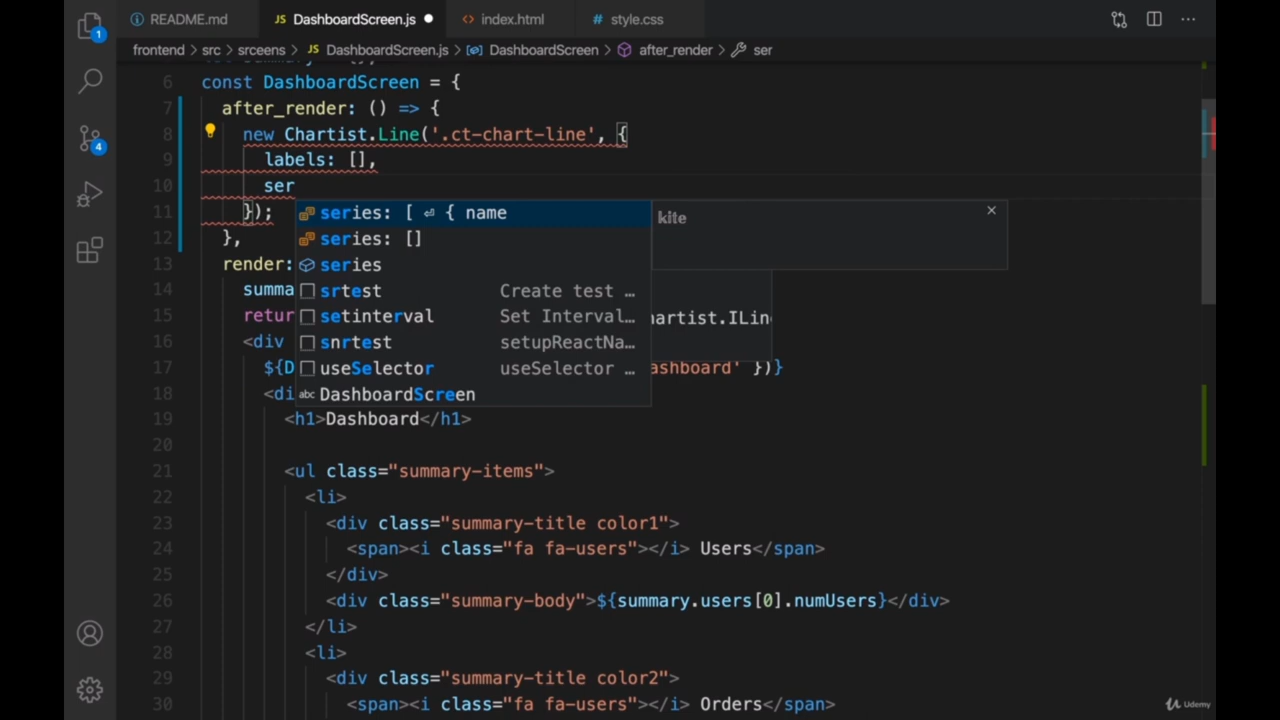 README.md DashboardScreen.js index.html style.css
frontend > src > srceens > JS DashboardScreen.js > DashboardScreen > after_render > ser
6 const DashboardScreen = {
7 after_render: () => {
8 new Chartist.Line('.ct-chart-line', {
9 labels: [],
10 ser
11 });
12 },
13 render:
14 summa
15 retur
16 <div
17 ${D ashboard' })}
18 <di
19 <h1>Dashboard</h1>
20
21 <ul class="summary-items">
22 <li>
23 <div class="summary-title color1">
24 <span><i class="fa fa-users"></i> Users</span>
25 </div>
26 <div class="summary-body">${summary.users[0].numUsers}</div>
27 </li>
28 <li>
29 <div class="summary-title color2">
30 <span><i class="fa fa-users"></i> Orders</span>
series: [ ⏎ { name
series: []
series
srtest Create test …
setinterval Set Interval…
snrtest setupReactNa…
useSelector useSelector …
abc DashboardScreen
kite
hartist.ILin
1
4
Udemy